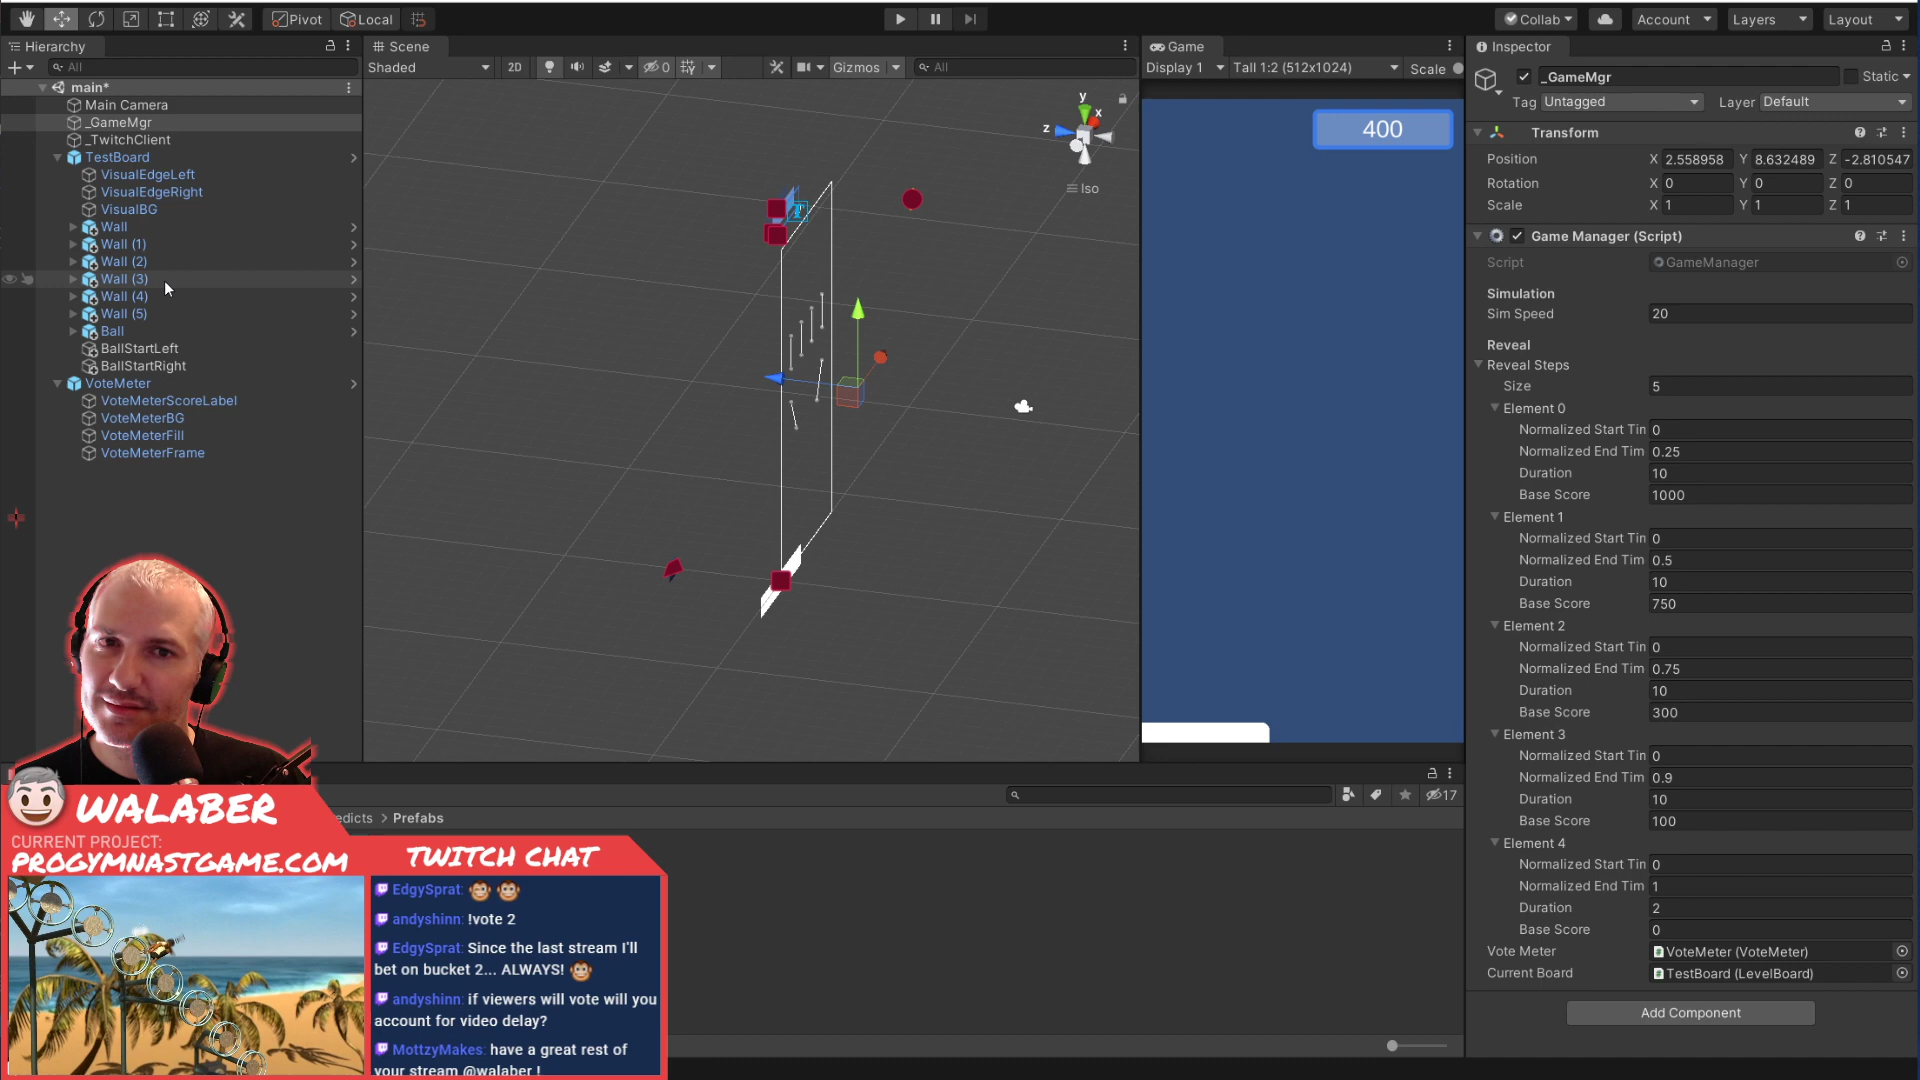 Pivot
Local
Collab
Account
Layers
Layout
Hierarchy
All
main*
Main Camera
_GameMgr
_TwitchClient
TestBoard
VisualEdgeLeft
VisualEdgeRight
VisualBG
Wall
Wall (1)
Wall (2)
Wall (3)
Wall (4)
Wall (5)
Ball
BallStartLeft
BallStartRight
VoteMeter
VoteMeterScoreLabel
VoteMeterBG
VoteMeterFill
VoteMeterFrame
Scene
Shaded
2D
0
Gizmos
All
y
x
z
Iso
Game
Display 1
Tall 1:2 (512x1024)
Scale
400
Inspector
_GameMgr
Static
Tag Untagged
Layer Default
Transform
Position X 2.558958 Y 8.632489 Z -2.810547
Rotation X 0 Y 0 Z 0
Scale X 1 Y 1 Z 1
Game Manager (Script)
Script GameManager
Simulation
Sim Speed 20
Reveal
Reveal Steps
Size 5
Element 0
Normalized Start Tin 0
Normalized End Tim 0.25
Duration 10
Base Score 1000
Element 1
Normalized Start Tin 0
Normalized End Tim 0.5
Duration 10
Base Score 750
Element 2
Normalized Start Tin 0
Normalized End Tim 0.75
Duration 10
Base Score 300
Element 3
Normalized Start Tin 0
Normalized End Tim 0.9
Duration 10
Base Score 100
Element 4
Normalized Start Tin 0
Normalized End Tim 1
Duration 2
Base Score 0
Vote Meter VoteMeter (VoteMeter)
Current Board TestBoard (LevelBoard)
Add Component
17
edicts > Prefabs
WALABER
CURRENT PROJECT:
PROGYMNASTGAME.COM
TWITCH CHAT
EdgySprat:
andyshinn: !vote 2
EdgySprat: Since the last stream I'll
bet on bucket 2... ALWAYS!
andyshinn: if viewers will vote will you
account for video delay?
MottzyMakes: have a great rest of
your stream @walaber !